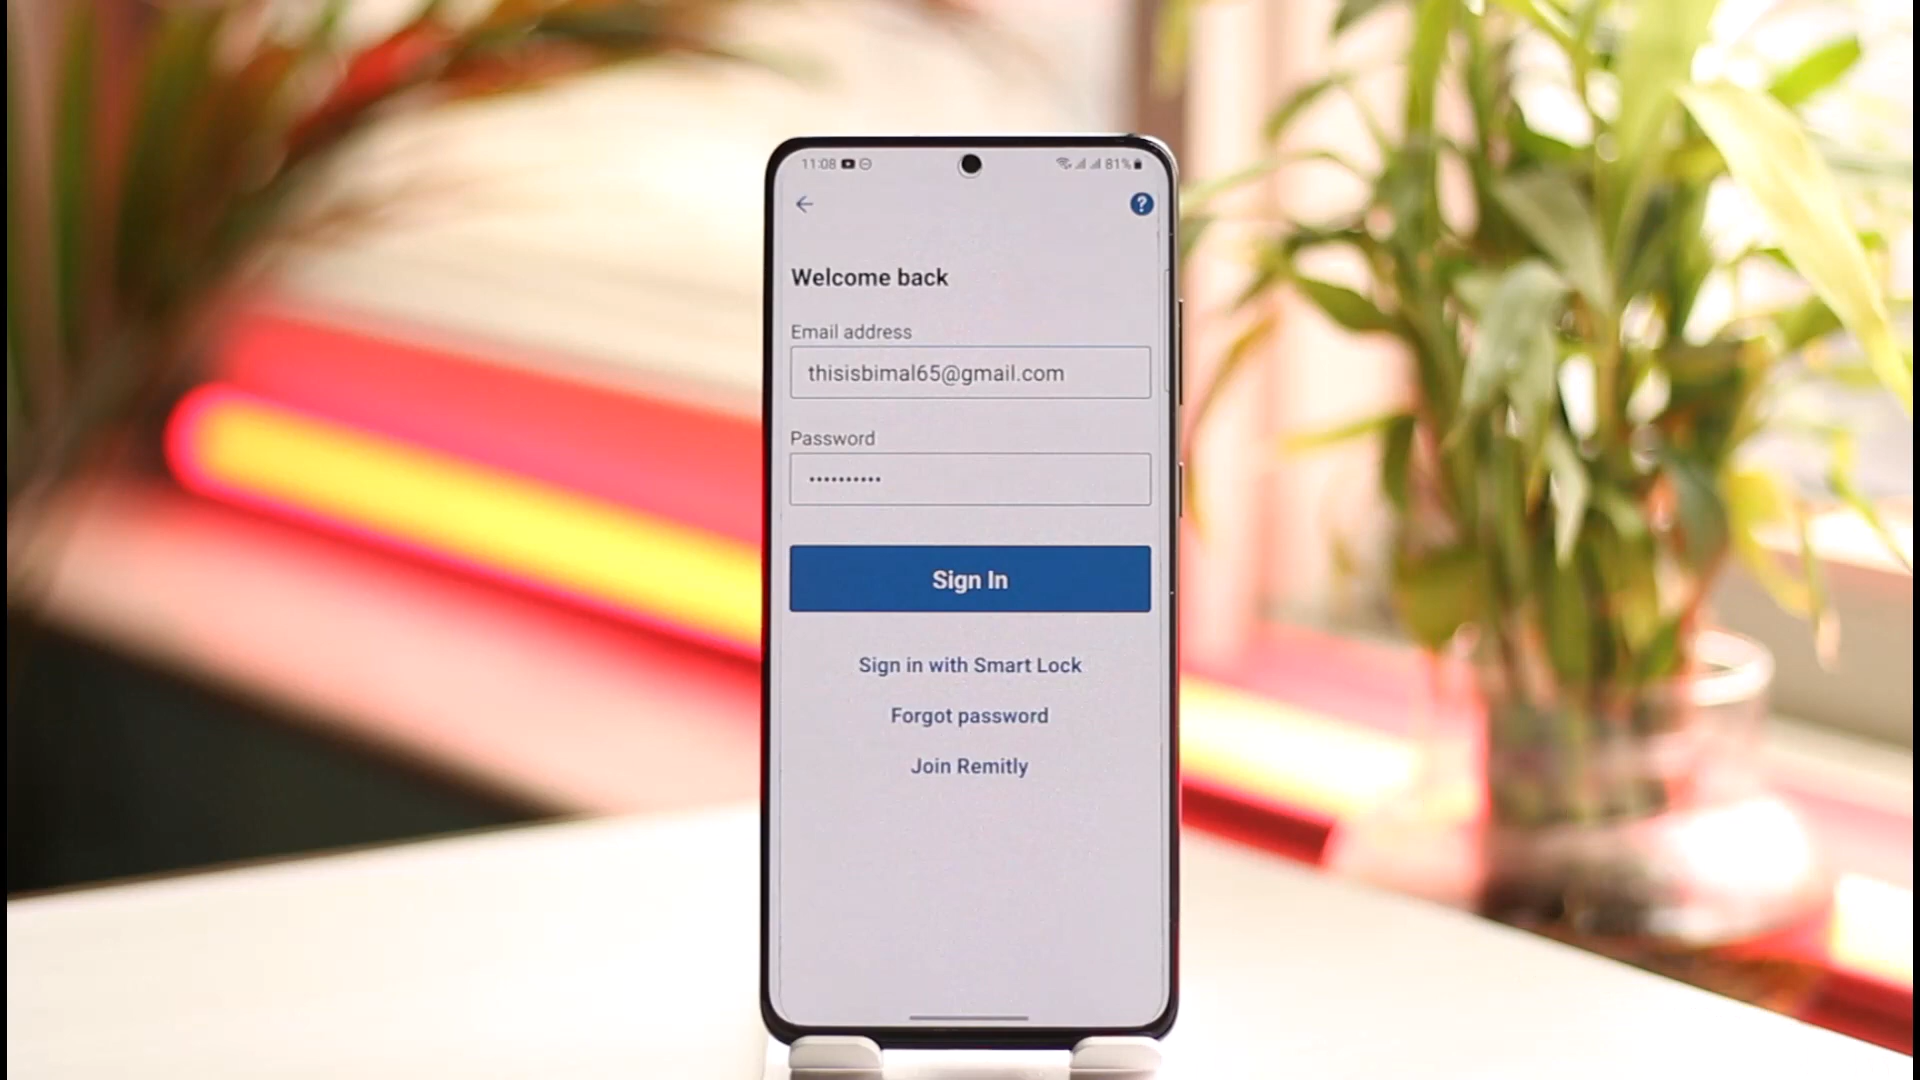 11:08 81%
?
Welcome back
Email address
thisisbimal65@gmail.com
Password
••••••••••
Sign In
Sign in with Smart Lock
Forgot password
Join Remitly